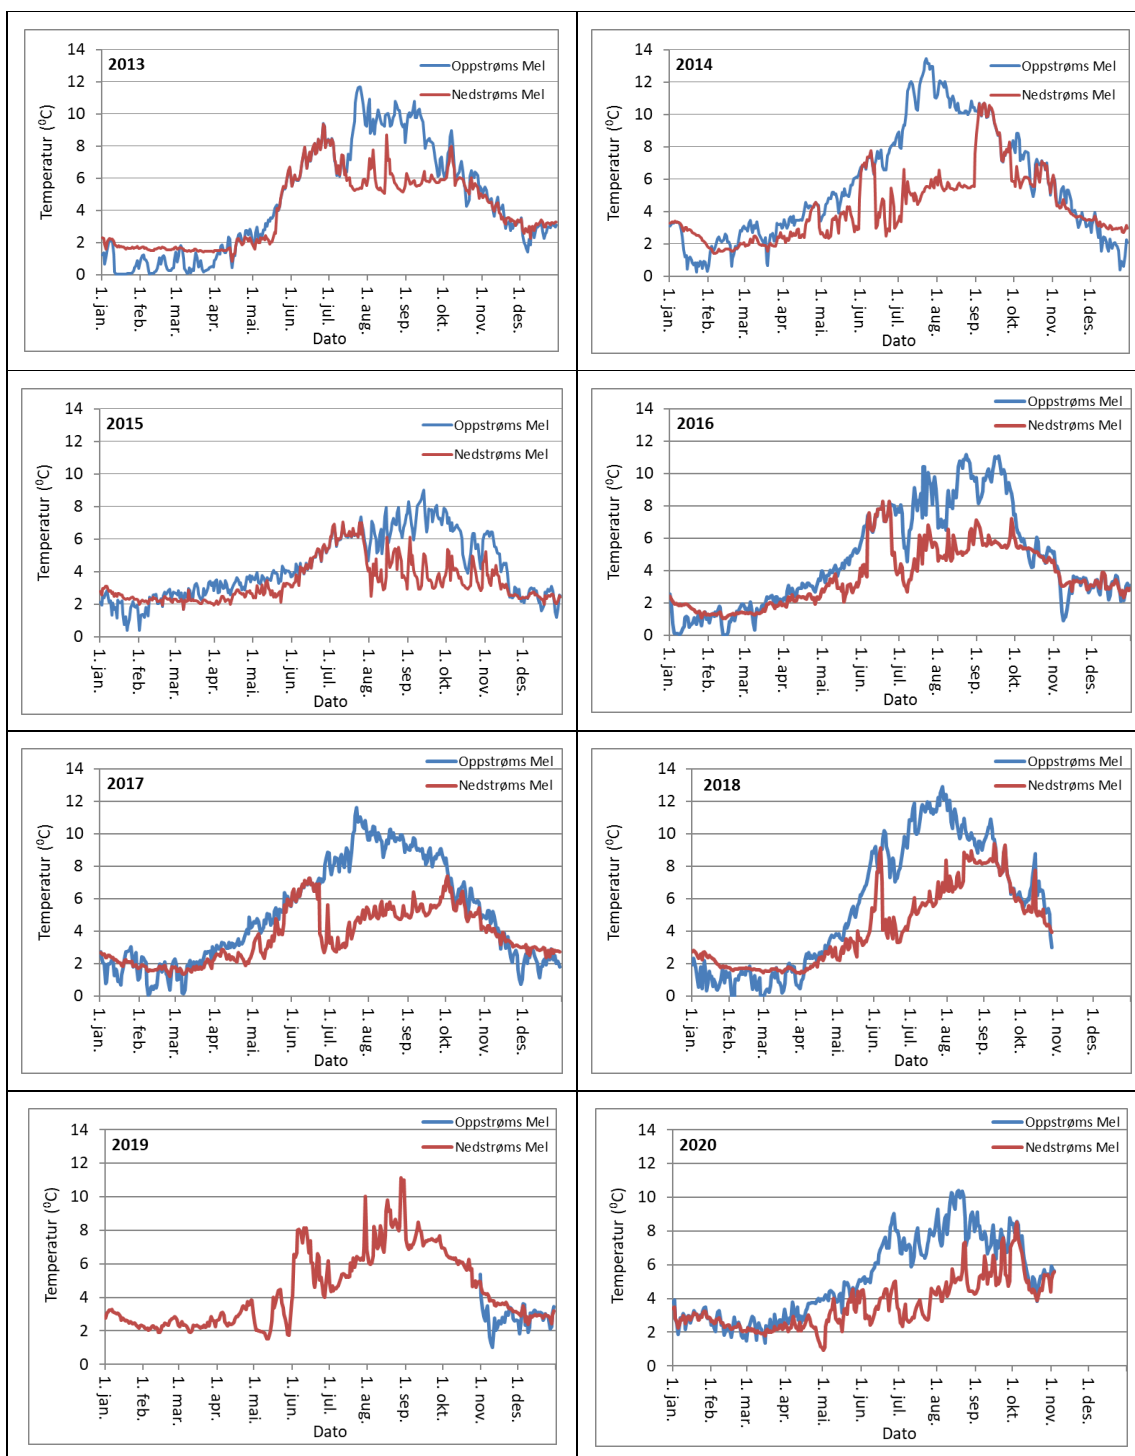 2013
Oppstrøms Mel
Nedstrøms Mel
Temperatur (⁰C)
14
12
10
8
6
4
2
0
1. jan.
1. feb.
1. mar.
1. apr.
1. mai.
1. jun.
1. jul.
1. aug.
1. sep.
1. okt.
1. nov.
1. des.
Dato
2014
Oppstrøms Mel
Nedstrøms Mel
Temperatur (⁰C)
14
12
10
8
6
4
2
0
1. jan.
1. feb.
1. mar.
1. apr.
1. mai.
1. jun.
1. jul.
1. aug.
1. sep.
1. okt.
1. nov.
1. des.
Dato
2015
Oppstrøms Mel
Nedstrøms Mel
Temperatur (⁰C)
14
12
10
8
6
4
2
0
1. jan.
1. feb.
1. mar.
1. apr.
1. mai.
1. jun.
1. jul.
1. aug.
1. sep.
1. okt.
1. nov.
1. des.
Dato
2016
Oppstrøms Mel
Nedstrøms Mel
Temperatur (⁰C)
14
12
10
8
6
4
2
0
1. jan.
1. feb.
1. mar.
1. apr.
1. mai.
1. jun.
1. jul.
1. aug.
1. sep.
1. okt.
1. nov.
1. des.
Dato
2017
Oppstrøms Mel
Nedstrøms Mel
Temperatur (⁰C)
14
12
10
8
6
4
2
0
1. jan.
1. feb.
1. mar.
1. apr.
1. mai.
1. jun.
1. jul.
1. aug.
1. sep.
1. okt.
1. nov.
1. des.
Dato
2018
Oppstrøms Mel
Nedstrøms Mel
Temperatur (⁰C)
14
12
10
8
6
4
2
0
1. jan.
1. feb.
1. mar.
1. apr.
1. mai.
1. jun.
1. jul.
1. aug.
1. sep.
1. okt.
1. nov.
1. des.
Dato
2019
Oppstrøms Mel
Nedstrøms Mel
Temperatur (⁰C)
14
12
10
8
6
4
2
0
1. jan.
1. feb.
1. mar.
1. apr.
1. mai.
1. jun.
1. jul.
1. aug.
1. sep.
1. okt.
1. nov.
1. des.
Dato
2020
Oppstrøms Mel
Nedstrøms Mel
Temperatur (⁰C)
14
12
10
8
6
4
2
0
1. jan.
1. feb.
1. mar.
1. apr.
1. mai.
1. jun.
1. jul.
1. aug.
1. sep.
1. okt.
1. nov.
1. des.
Dato